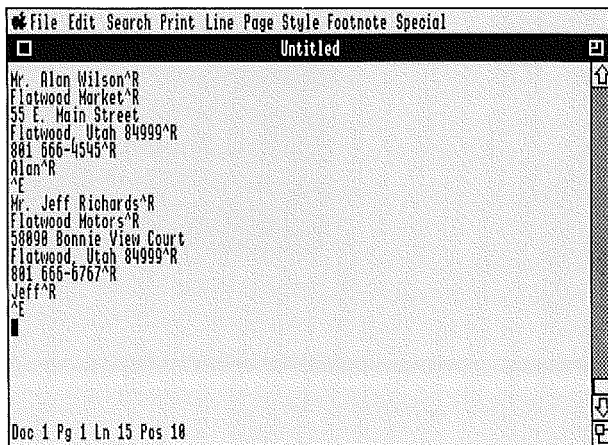 File Edit Search Print Line Page Style Footnote Special
Untitled
Mr. Alan Wilson^R
Flatwood Market^R
55 E. Main Street
Flatwood, Utah 84999^R
801 666-4545^R
Alan^R
^E
Mr. Jeff Richards^R
Flatwood Motors^R
58090 Bonnie View Court
Flatwood, Utah 84999^R
801 666-6767^R
Jeff^R
^E
Doc 1 Pg 1 Ln 15 Pos 10